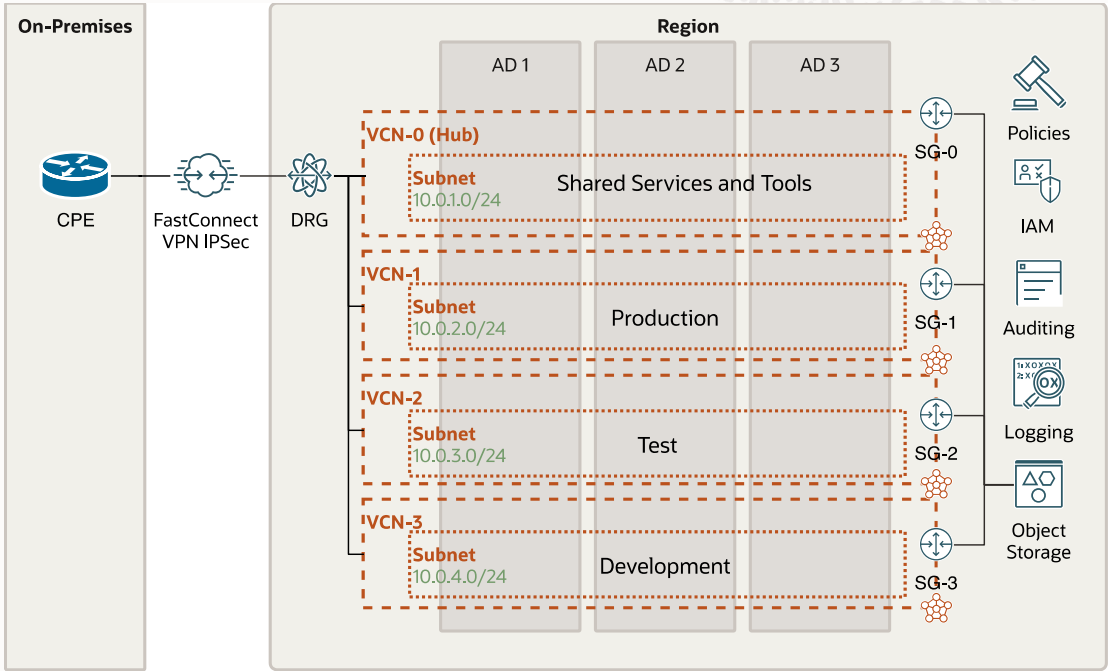 On-Premises
Region
AD 1
AD 2
AD 3
VCN-0 (Hub)
SG-0
Subnet
10.0.1.0/24
Shared Services and Tools
CPE
FastConnect
VPN IPSec
DRG
VCN-1
SG-1
Subnet
10.0.2.0/24
Production
VCN-2
SG-2
Subnet
10.0.3.0/24
Test
VCN-3
SG-3
Subnet
10.0.4.0/24
Development
Policies
IAM
Auditing
OX
Logging
Object
Storage